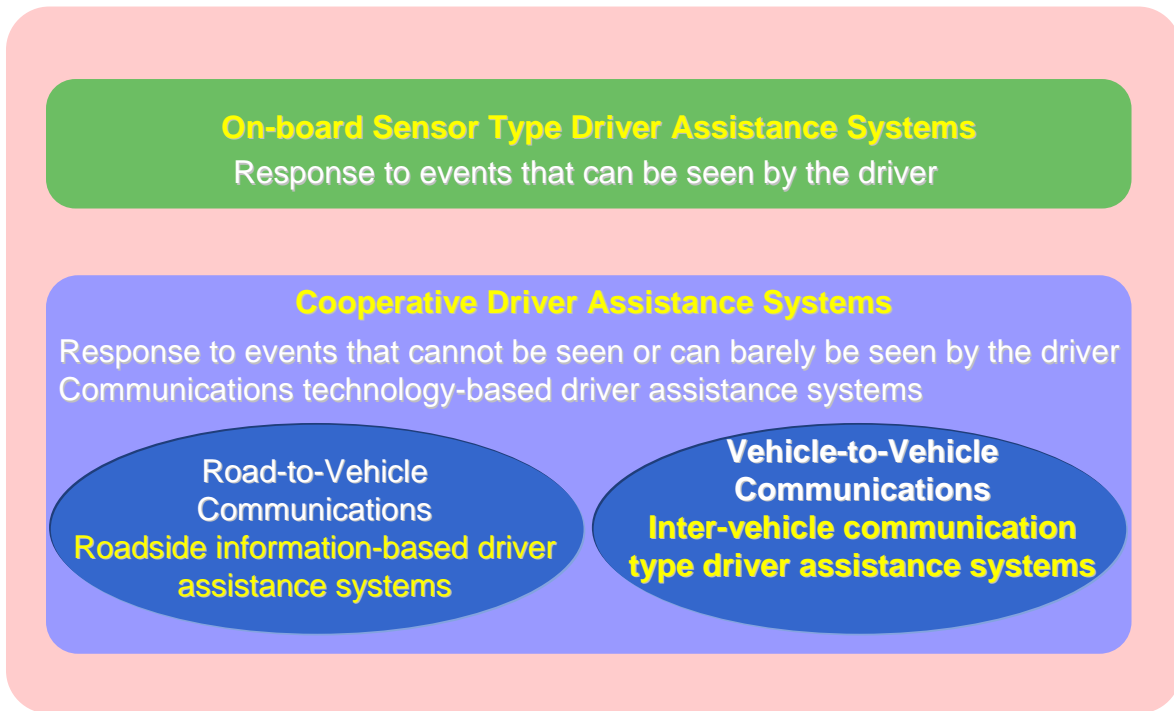 On-board Sensor Type Driver Assistance Systems
Response to events that can be seen by the driver
Cooperative Driver Assistance Systems
Response to events that cannot be seen or can barely be seen by the driver
Communications technology-based driver assistance systems
Road-to-Vehicle
Communications
Roadside information-based driver
assistance systems
Vehicle-to-Vehicle
Communications
Inter-vehicle communication
type driver assistance systems